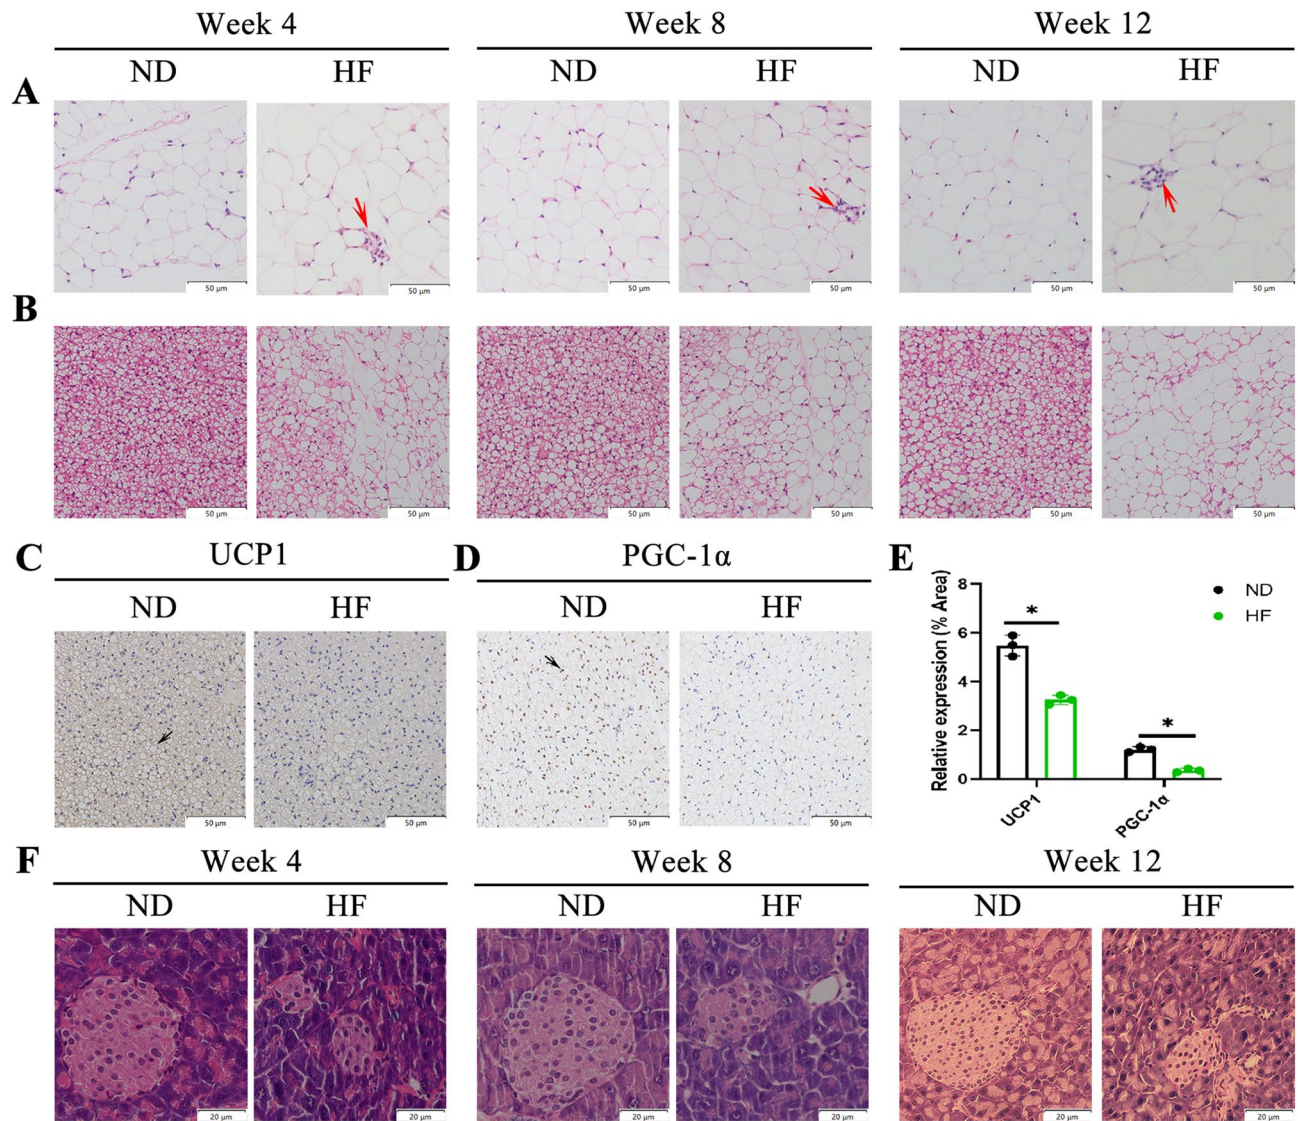 Week 4 Week 8 Week 12
ND HF ND HF ND HF
A
50 µm 50 µm 50 µm 50 µm 50 µm 50 µm
B
50 µm 50 µm 50 µm 50 µm 50 µm 50 µm
C UCP1 D PGC-1α E
ND HF ND HF
50 µm 50 µm 50 µm 50 µm
Relative expression (% Area)
8
6
4
2
0
* *
ND
HF
UCP1 PGC-1α
F Week 4 Week 8 Week 12
ND HF ND HF ND HF
20 µm 20 µm 20 µm 20 µm 20 µm 20 µm